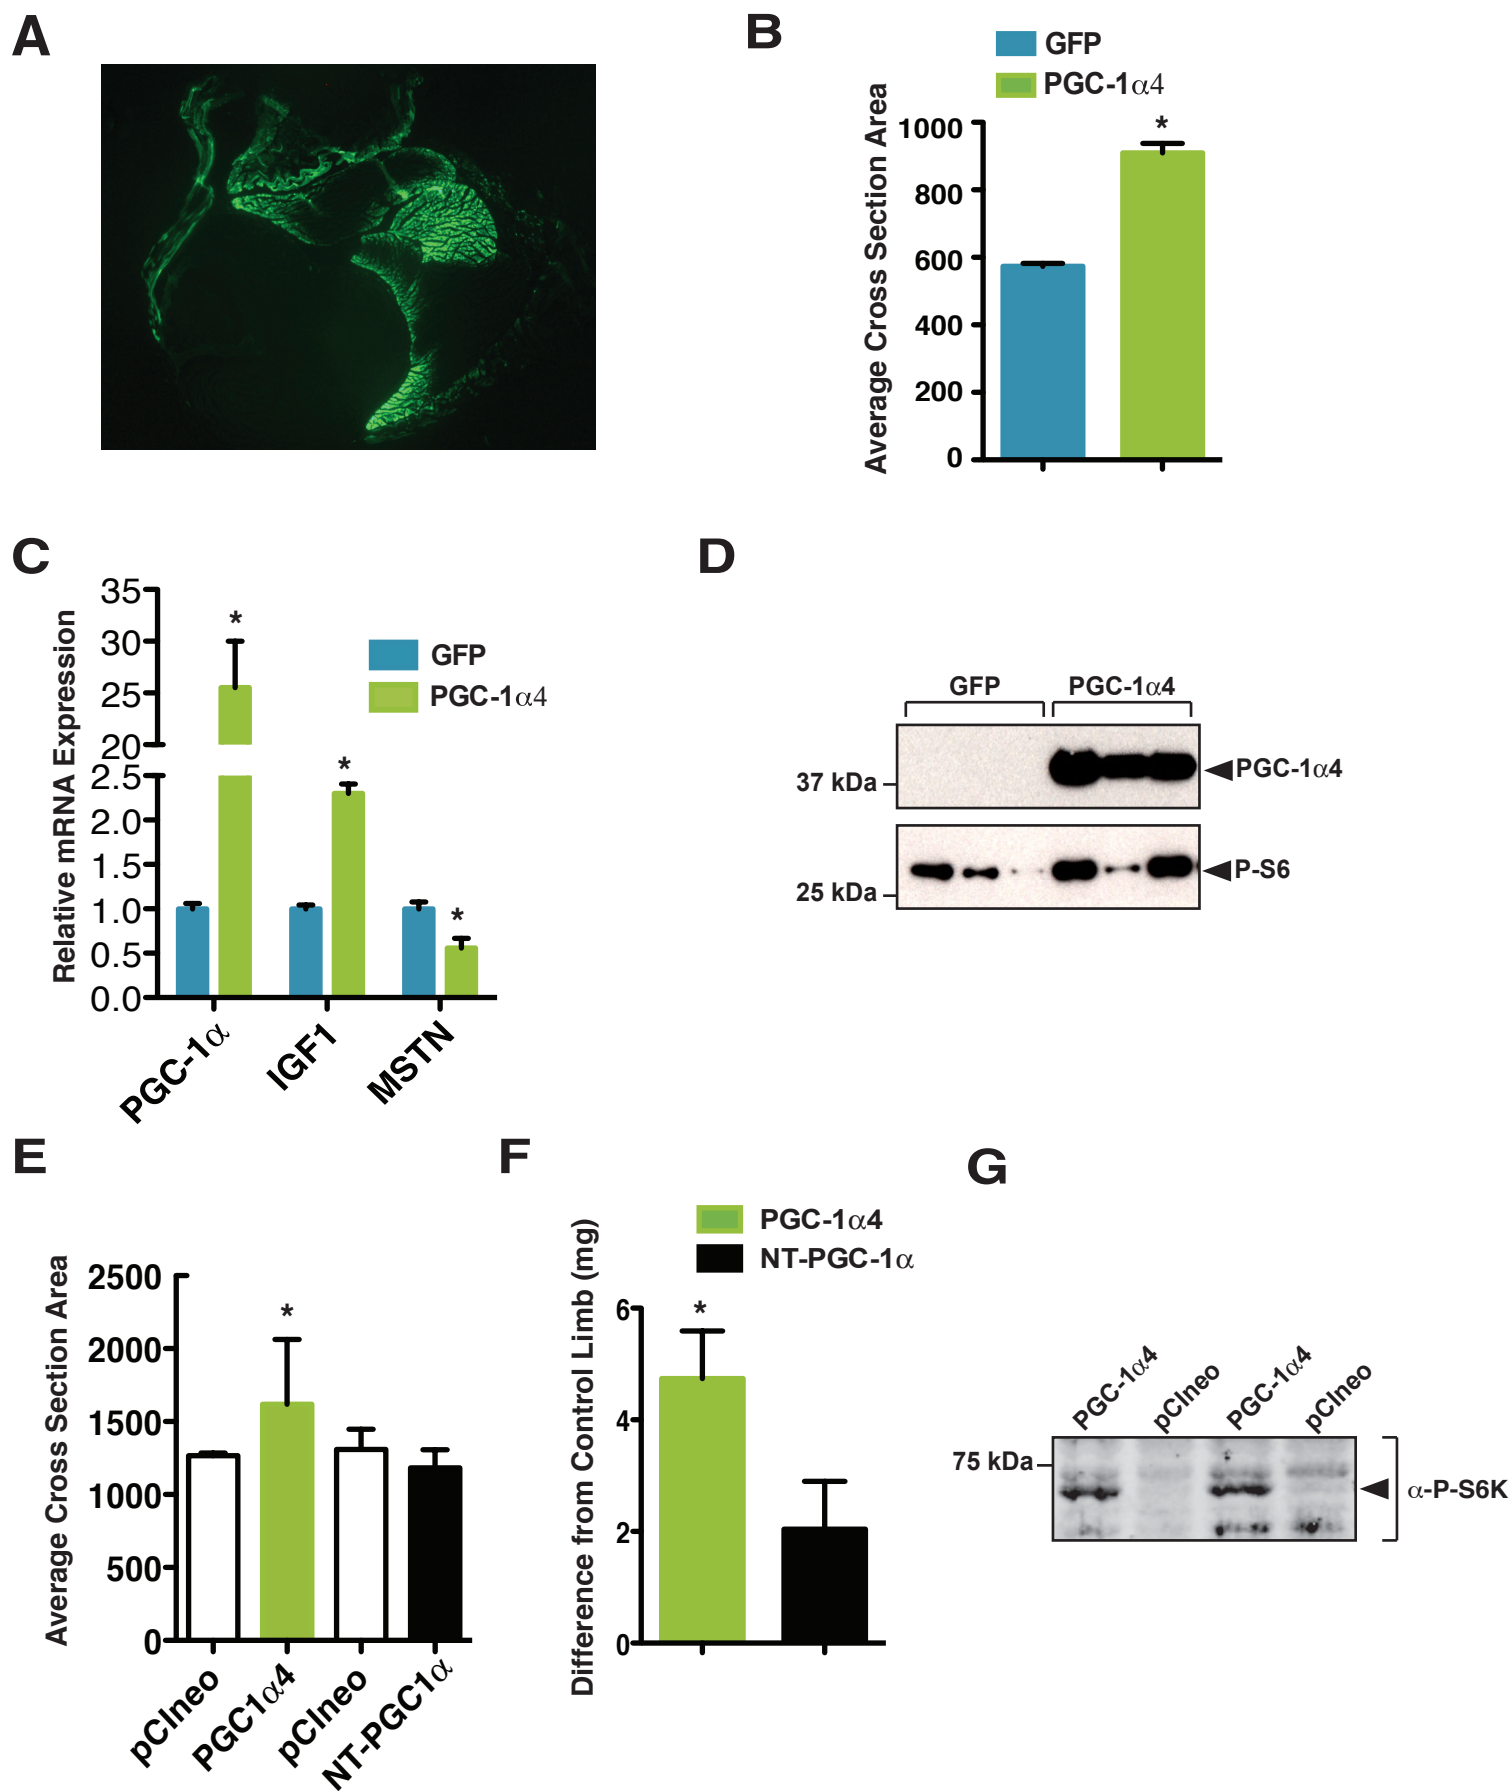 A
B
GFP
PGC-1α4
Average Cross Section Area
1000
800
600
400
200
0
*
C
Relative mRNA Expression
35
30
25
20
2.5
2.0
1.5
1.0
0.5
0.0
*
*
*
GFP
PGC-1α4
PGC-1α
IGF1
MSTN
D
GFP
PGC-1α4
37 kDa
PGC-1α4
25 kDa
P-S6
E
Average Cross Section Area
2500
2000
1500
1000
500
0
*
pCIneo
PGC1α4
pCIneo
NT-PGC1α
F
PGC-1α4
NT-PGC-1α
Difference from Control Limb (mg)
6
4
2
0
*
G
PGC-1α4
pCIneo
PGC-1α4
pCIneo
75 kDa
α-P-S6K